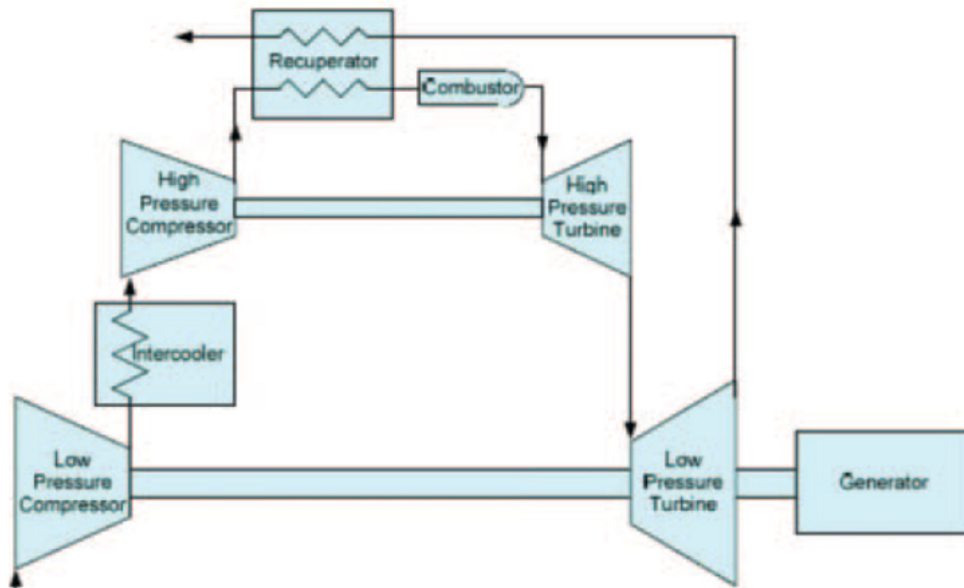 Recuperator
Combustor
High
Pressure
Compressor
High
Pressure
Turbine
Intercooler
Low
Pressure
Compressor
Low
Pressure
Turbine
Generator